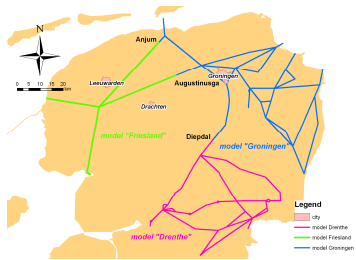 N
0 5 10 15 20
km
Anjum
Leeuwarden
Groningen
Augustinusga
Drachten
model "Friesland"
Diepdal
model "Groningen"
model "Drenthe"
Legend
city
model Drenthe
model Friesland
model Groningen